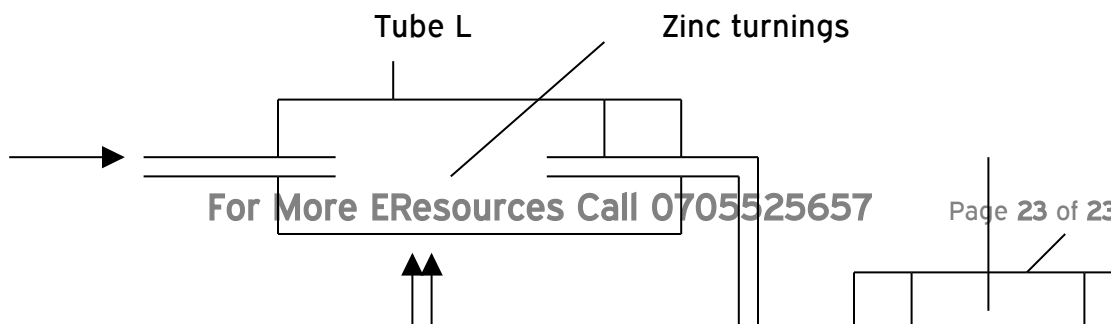 Tube L Zinc turnings
For More EResources Call 0705525657 Page 23 of 23